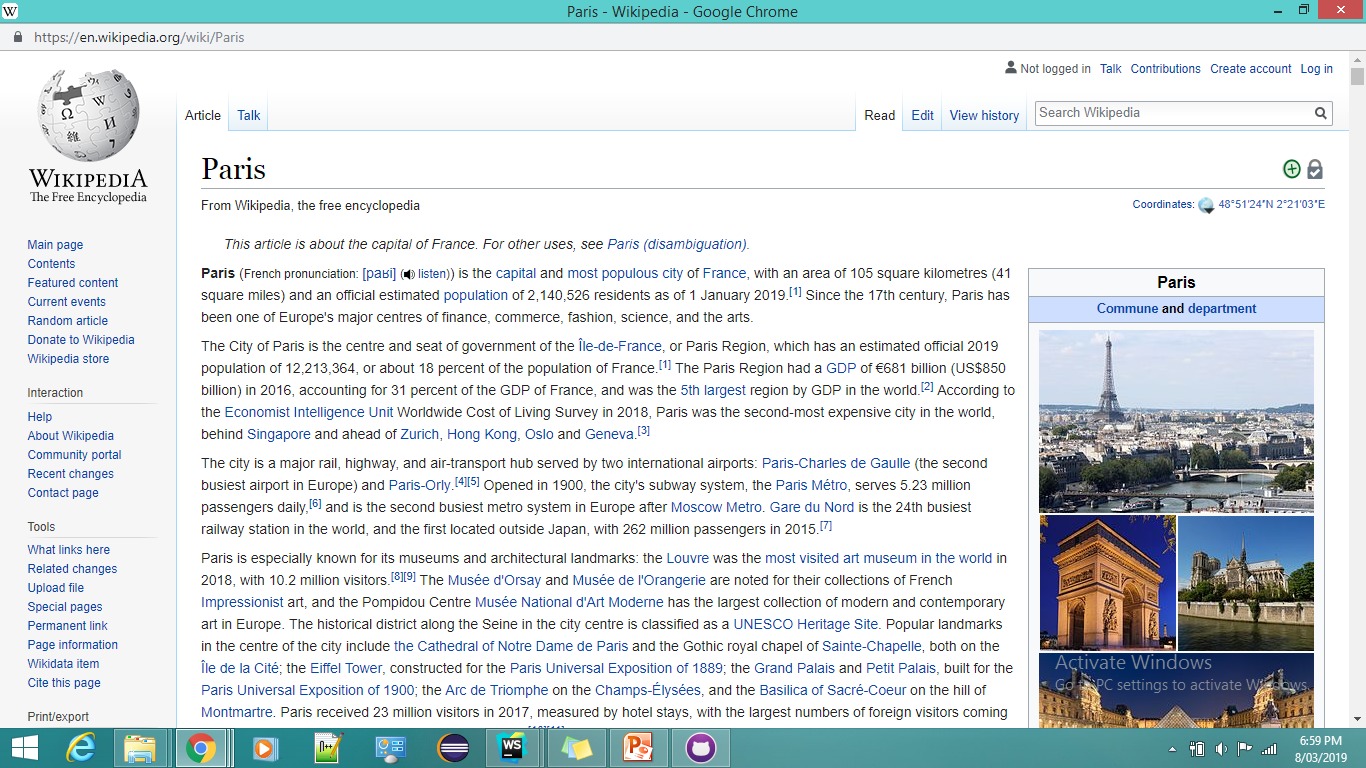 Paris - Wikipedia - Google Chrome
https://en.wikipedia.org/wiki/Paris
Not logged in Talk Contributions Create account Log in
Article Talk Read Edit View history Search Wikipedia
WIKIPEDIA
The Free Encyclopedia
Main page
Contents
Featured content
Current events
Random article
Donate to Wikipedia
Wikipedia store
Interaction
Help
About Wikipedia
Community portal
Recent changes
Contact page
Tools
What links here
Related changes
Upload file
Special pages
Permanent link
Page information
Wikidata item
Cite this page
Print/export
Paris
From Wikipedia, the free encyclopedia
Coordinates: 48°51′24″N 2°21′03″E
This article is about the capital of France. For other uses, see Paris (disambiguation).
Paris (French pronunciation: [paʁi] (listen)) is the capital and most populous city of France, with an area of 105 square kilometres (41
square miles) and an official estimated population of 2,140,526 residents as of 1 January 2019.[1] Since the 17th century, Paris has
been one of Europe's major centres of finance, commerce, fashion, science, and the arts.
The City of Paris is the centre and seat of government of the Île-de-France, or Paris Region, which has an estimated official 2019
population of 12,213,364, or about 18 percent of the population of France.[1] The Paris Region had a GDP of €681 billion (US$850
billion) in 2016, accounting for 31 percent of the GDP of France, and was the 5th largest region by GDP in the world.[2] According to
the Economist Intelligence Unit Worldwide Cost of Living Survey in 2018, Paris was the second-most expensive city in the world,
behind Singapore and ahead of Zurich, Hong Kong, Oslo and Geneva.[3]
The city is a major rail, highway, and air-transport hub served by two international airports: Paris-Charles de Gaulle (the second
busiest airport in Europe) and Paris-Orly.[4][5] Opened in 1900, the city's subway system, the Paris Métro, serves 5.23 million
passengers daily,[6] and is the second busiest metro system in Europe after Moscow Metro. Gare du Nord is the 24th busiest
railway station in the world, and the first located outside Japan, with 262 million passengers in 2015.[7]
Paris is especially known for its museums and architectural landmarks: the Louvre was the most visited art museum in the world in
2018, with 10.2 million visitors.[8][9] The Musée d'Orsay and Musée de l'Orangerie are noted for their collections of French
Impressionist art, and the Pompidou Centre Musée National d'Art Moderne has the largest collection of modern and contemporary
art in Europe. The historical district along the Seine in the city centre is classified as a UNESCO Heritage Site. Popular landmarks
in the centre of the city include the Cathedral of Notre Dame de Paris and the Gothic royal chapel of Sainte-Chapelle, both on the
Île de la Cité; the Eiffel Tower, constructed for the Paris Universal Exposition of 1889; the Grand Palais and Petit Palais, built for the
Paris Universal Exposition of 1900; the Arc de Triomphe on the Champs-Élysées, and the Basilica of Sacré-Coeur on the hill of
Montmartre. Paris received 23 million visitors in 2017, measured by hotel stays, with the largest numbers of foreign visitors coming
Paris
Commune and department
Activate Windows
Go to PC settings to activate Windows.
6:59 PM
8/03/2019